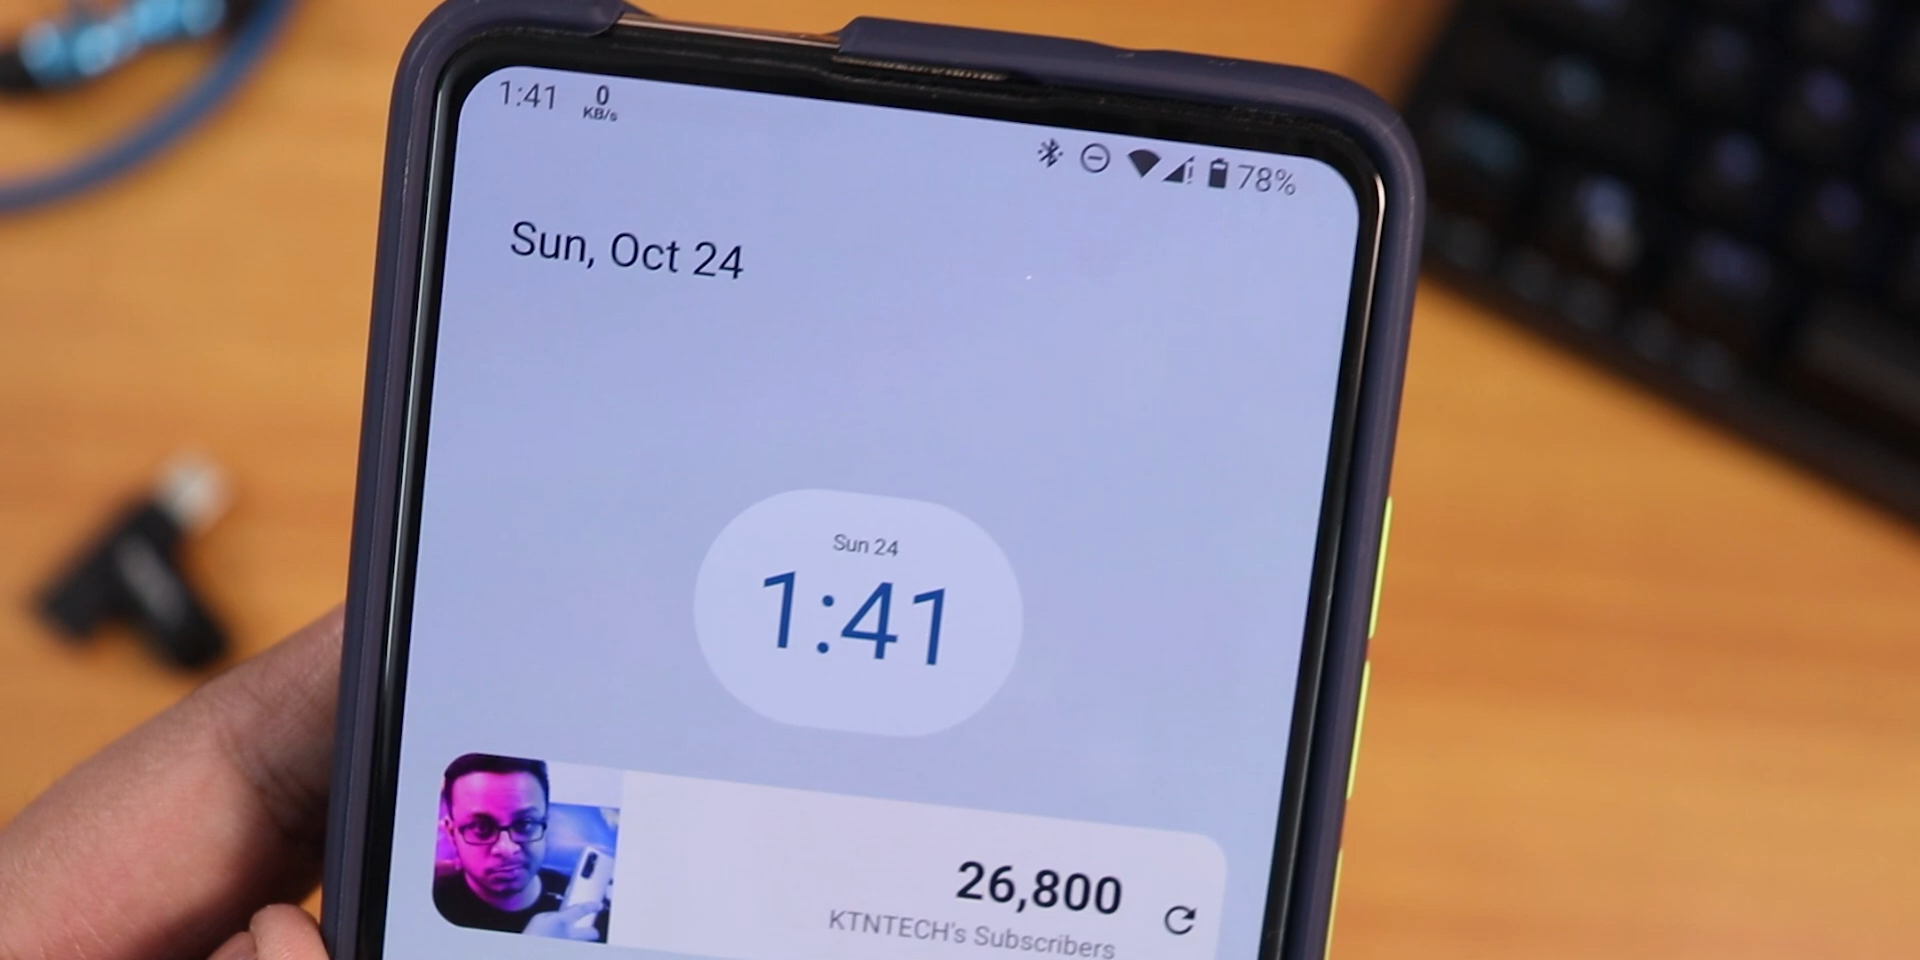 1:41
0
KB/s
78%
Sun, Oct 24
Sun 24
1:41
26,800
KTNTECH's Subscribers